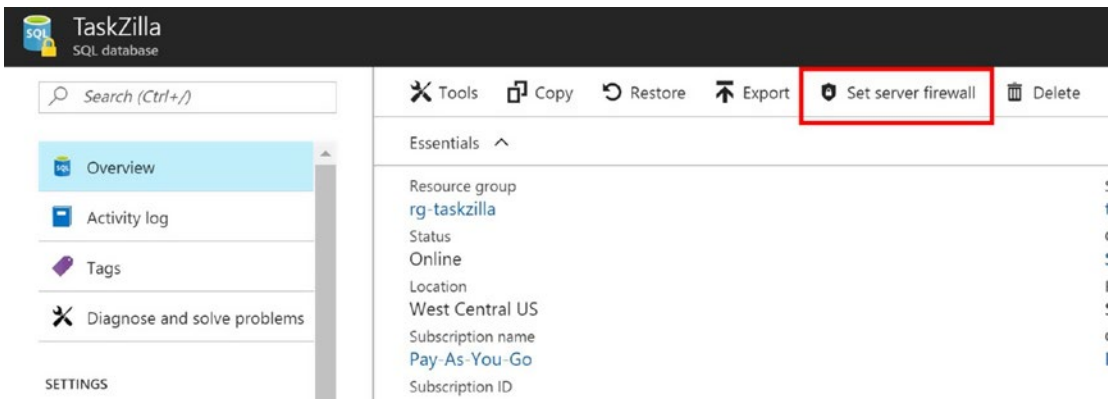 TaskZilla
SQL database
Search (Ctrl+/)
Tools Copy Restore Export Set server firewall Delete
Essentials
Overview
Activity log
Tags
Diagnose and solve problems
SETTINGS
Resource group
rg-taskzilla
Status
Online
Location
West Central US
Subscription name
Pay-As-You-Go
Subscription ID